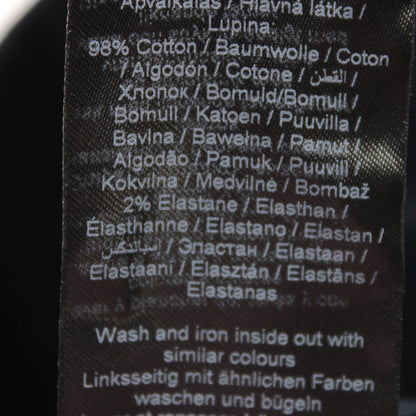 Apvalkalas / Hlavná látka /
Lupina:
98% Cotton / Baumwolle / Coton
/ Algodón / Cotone / القطن /
Хлопок / Bomuld/Bomull /
Bomull / Katoen / Puuvilla /
Bavlna / Bawełna / Pamut /
Algodão / Pamuk / Puuvill /
Kokvilna / Medvilnė / Bombaž
2% Elastane / Elasthan /
Élasthanne / Elastano / Elastan /
/ Эластан / Elastaan /
Elastaani / Elasztán / Elastāns /
Elastanas
Wash and iron inside out with
similar colours
Linksseitig mit ähnlichen Farben
waschen und bügeln